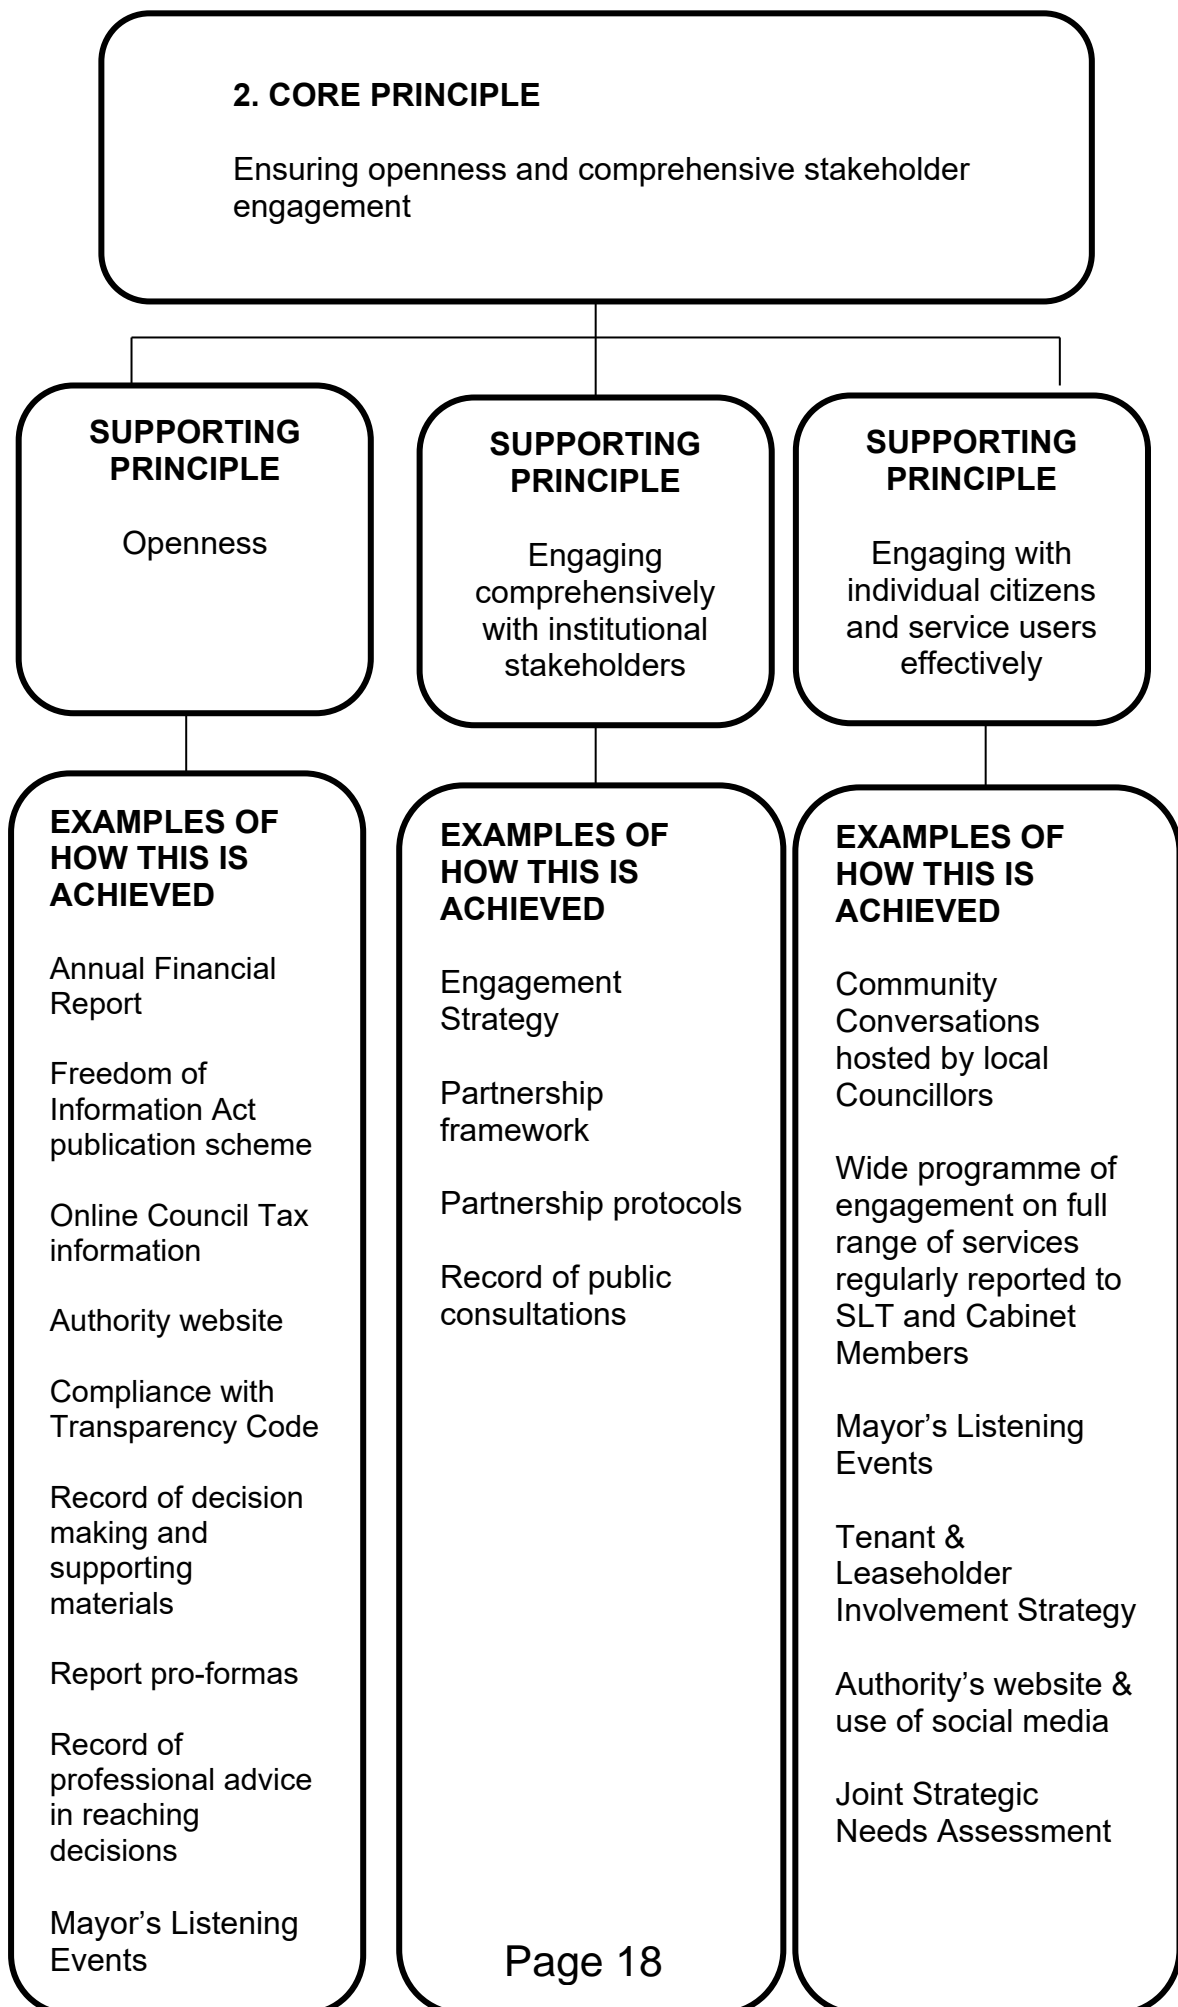 2. CORE PRINCIPLE
Ensuring openness and comprehensive stakeholder
engagement
SUPPORTING
PRINCIPLE
Openness
SUPPORTING
PRINCIPLE
Engaging
comprehensively
with institutional
stakeholders
SUPPORTING
PRINCIPLE
Engaging with
individual citizens
and service users
effectively
EXAMPLES OF
HOW THIS IS
ACHIEVED
Annual Financial
Report
Freedom of
Information Act
publication scheme
Online Council Tax
information
Authority website
Compliance with
Transparency Code
Record of decision
making and
supporting
materials
Report pro-formas
Record of
professional advice
in reaching
decisions
Mayor’s Listening
Events
EXAMPLES OF
HOW THIS IS
ACHIEVED
Engagement
Strategy
Partnership
framework
Partnership protocols
Record of public
consultations
EXAMPLES OF
HOW THIS IS
ACHIEVED
Community
Conversations
hosted by local
Councillors
Wide programme of
engagement on full
range of services
regularly reported to
SLT and Cabinet
Members
Mayor’s Listening
Events
Tenant &
Leaseholder
Involvement Strategy
Authority’s website &
use of social media
Joint Strategic
Needs Assessment
Page 18